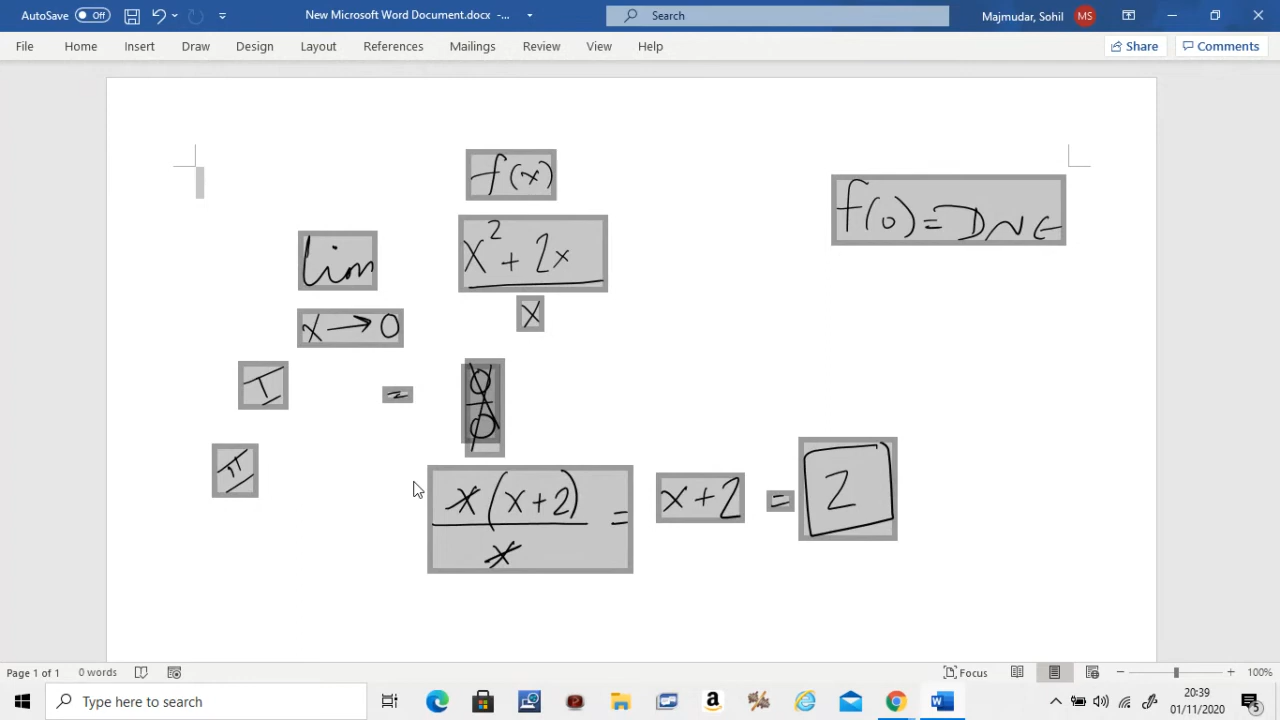 AutoSave Off New Microsoft Word Document.docx -... Search Majmudar, Sohil MS
File Home Insert Draw Design Layout References Mailings Review View Help Share Comments
f(x)
f(0) = DNE
lim x² + 2x
x → 0 x
I = 0
0
II x(x+2) = x+2 = 2
x
Page 1 of 1 0 words Focus 100%
Type here to search 20:39
01/11/2020 5